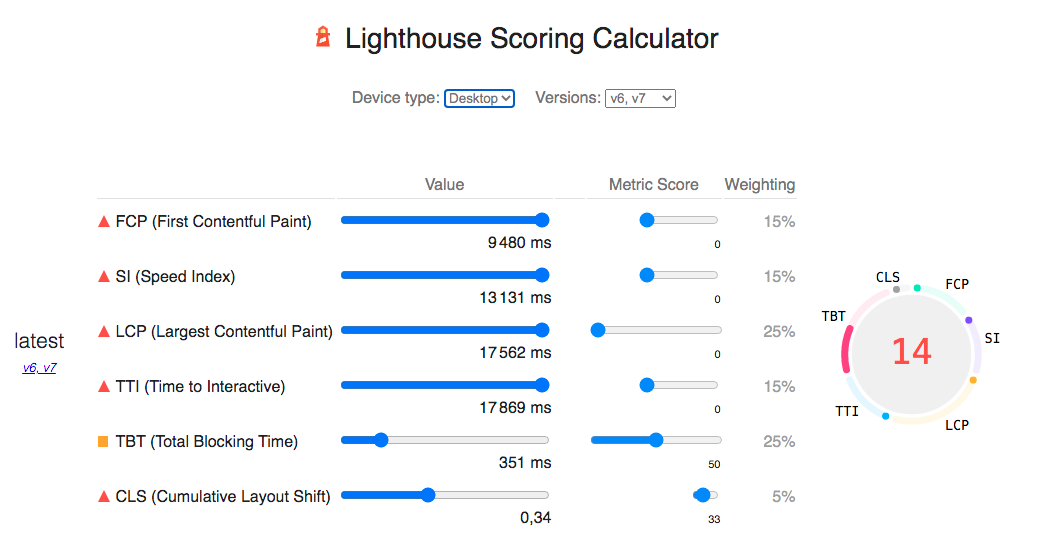 Lighthouse Scoring Calculator
Device type: Desktop Versions: v6, v7
Value Metric Score Weighting
FCP (First Contentful Paint) 15%
9 480 ms 0
SI (Speed Index) 15%
13 131 ms 0
LCP (Largest Contentful Paint) 25%
17 562 ms 0
TTI (Time to Interactive) 15%
17 869 ms 0
TBT (Total Blocking Time) 25%
351 ms 50
CLS (Cumulative Layout Shift) 5%
0,34 33
latest
v6, v7
CLS
FCP
TBT
SI
14
TTI
LCP